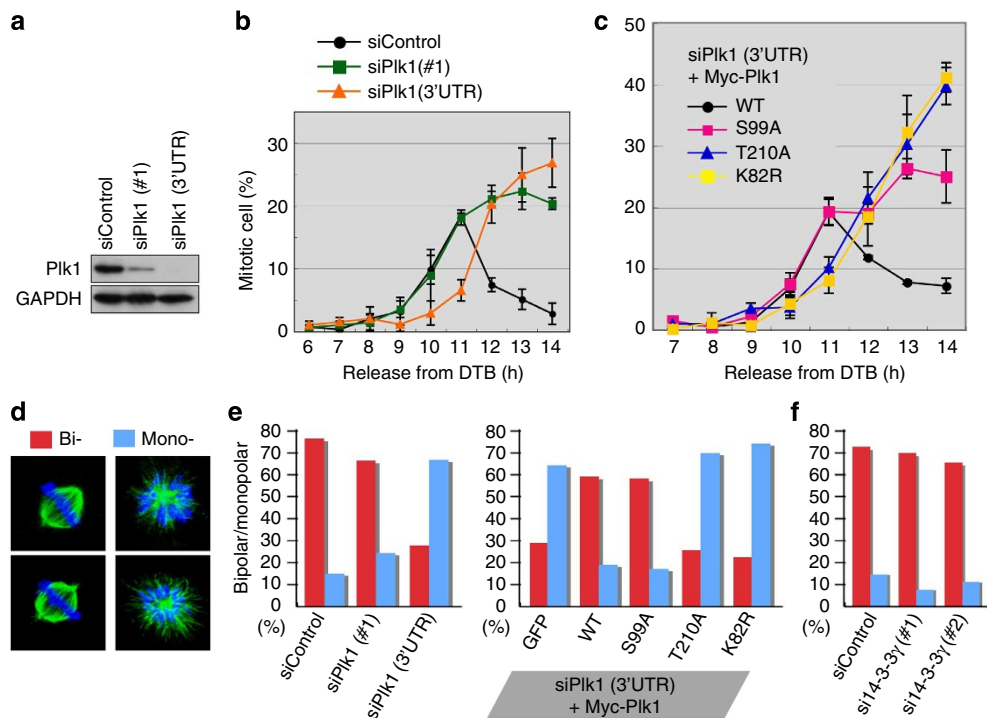 a
siControl
siPlk1 (#1)
siPlk1 (3'UTR)
Plk1
GAPDH
b
siControl
siPlk1(#1)
siPlk1(3'UTR)
Mitotic cell (%)
30
20
10
0
6 7 8 9 10 11 12 13 14
Release from DTB (h)
c
siPlk1 (3'UTR)
+ Myc-Plk1
WT
S99A
T210A
K82R
50
40
30
20
10
0
7 8 9 10 11 12 13 14
Release from DTB (h)
d
Bi-
Mono-
e
Bipolar/monopolar
80
70
60
50
40
30
20
10
0
(%)
siControl
siPlk1 (#1)
siPlk1 (3'UTR)
80
70
60
50
40
30
20
10
0
(%)
GFP
WT
S99A
T210A
K82R
siPlk1 (3'UTR)
+ Myc-Plk1
f
80
70
60
50
40
30
20
10
0
(%)
siControl
si14-3-3γ (#1)
si14-3-3γ (#2)